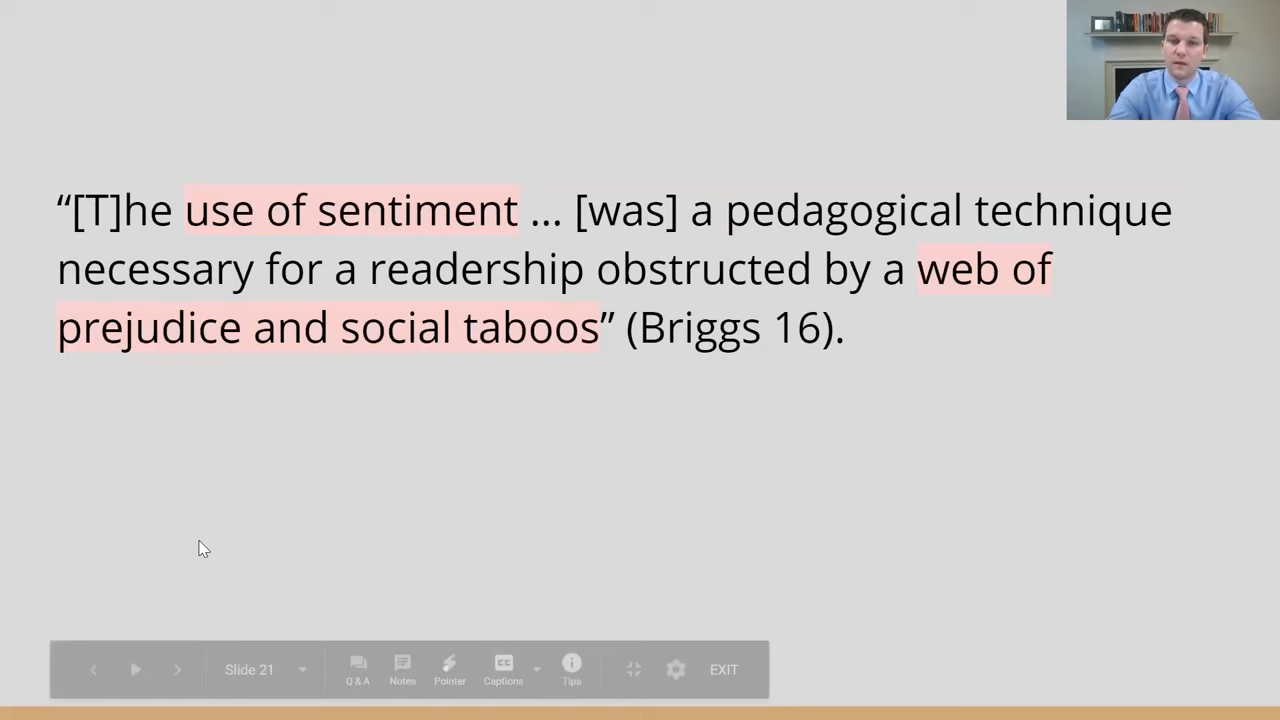 “[T]he use of sentiment ... [was] a pedagogical technique
necessary for a readership obstructed by a web of
prejudice and social taboos” (Briggs 16).
Slide 21
Q & A
Notes
Pointer
CC
Captions
Tips
EXIT